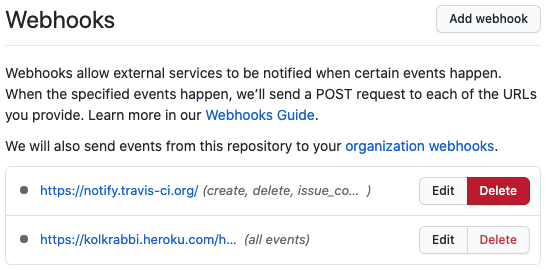 Webhooks
Add webhook
Webhooks allow external services to be notified when certain events happen.
When the specified events happen, we'll send a POST request to each of the URLs
you provide. Learn more in our Webhooks Guide.
We will also send events from this repository to your organization webhooks.
https://notify.travis-ci.org/ (create, delete, issue_co… ) Edit Delete
https://kolkrabbi.heroku.com/h… (all events) Edit Delete